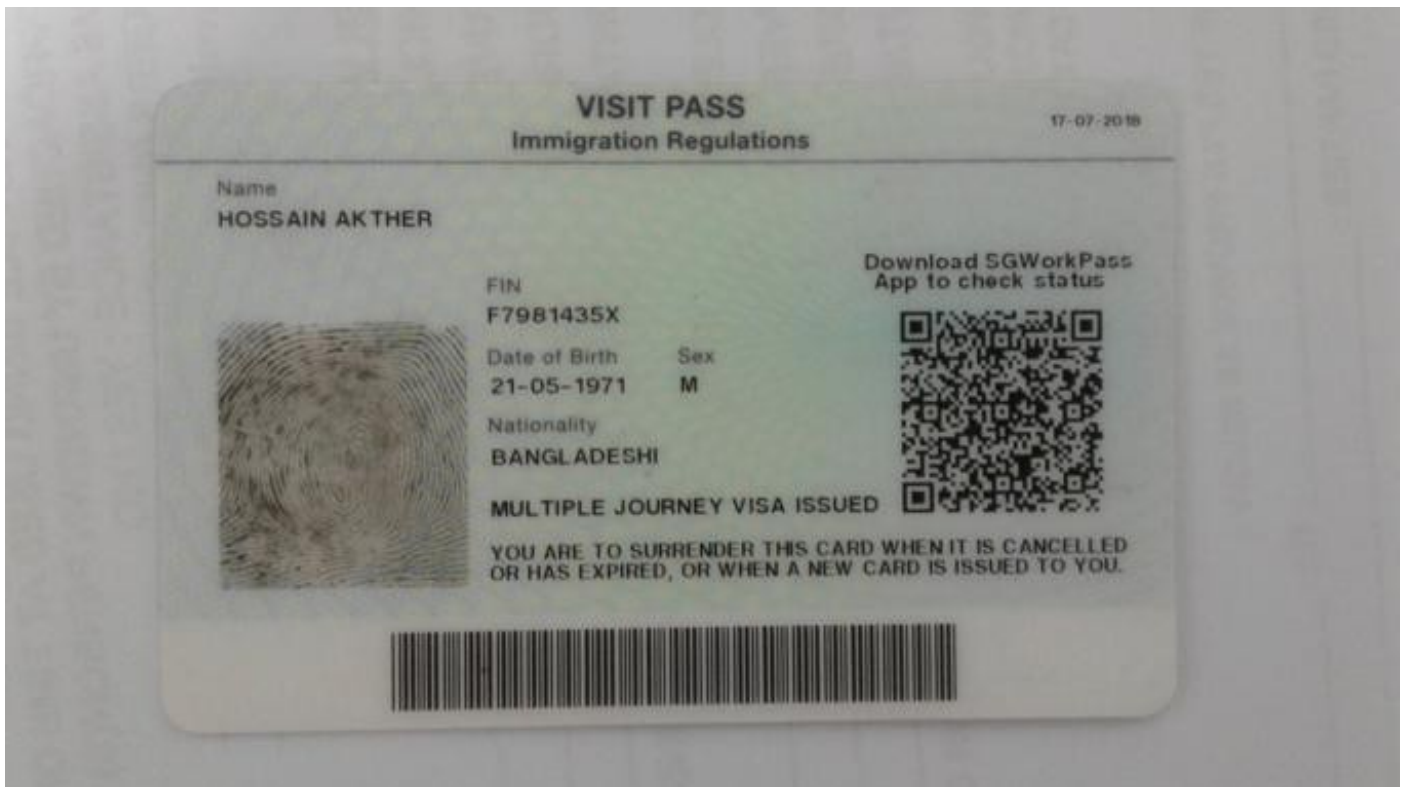 VISIT PASS
Immigration Regulations
17-07-2018
Name
HOSSAIN AKTHER
Download SGWorkPass
App to check status
FIN
F7981435X
Date of Birth Sex
21-05-1971 M
Nationality
BANGLADESHI
MULTIPLE JOURNEY VISA ISSUED
YOU ARE TO SURRENDER THIS CARD WHEN IT IS CANCELLED
OR HAS EXPIRED, OR WHEN A NEW CARD IS ISSUED TO YOU.